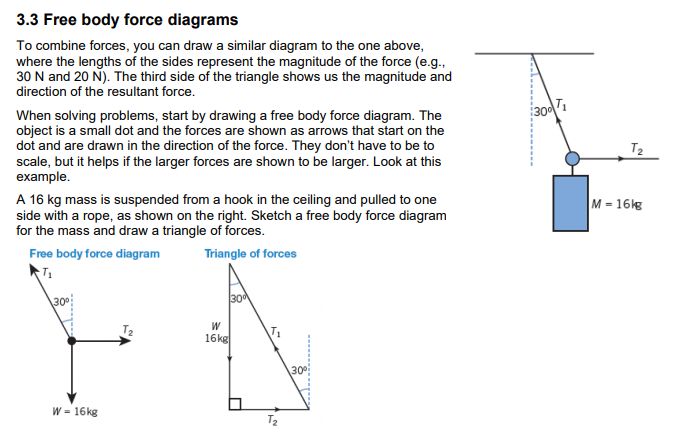 3.3 Free body force diagrams
To combine forces, you can draw a similar diagram to the one above,
where the lengths of the sides represent the magnitude of the force (e.g.,
30 N and 20 N). The third side of the triangle shows us the magnitude and
direction of the resultant force.
When solving problems, start by drawing a free body force diagram. The
object is a small dot and the forces are shown as arrows that start on the
dot and are drawn in the direction of the force. They don't have to be to
scale, but it helps if the larger forces are shown to be larger. Look at this
example.
A 16 kg mass is suspended from a hook in the ceiling and pulled to one
side with a rope, as shown on the right. Sketch a free body force diagram
for the mass and draw a triangle of forces.
30º
T₁
T₂
M = 16kg
Free body force diagram
T₁
30º
T₂
W = 16kg
Triangle of forces
30º
W
16kg
T₁
30º
T₂